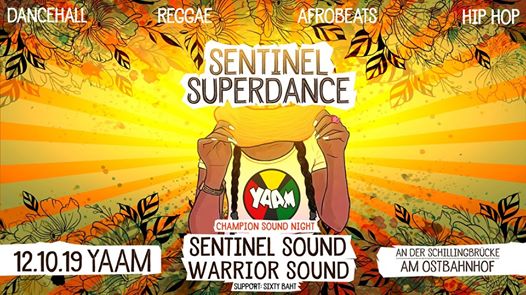 DANCEHALL REGGAE AFROBEATS HIP HOP
SENTINEL
SUPERDANCE
YAAM
CHAMPION SOUND NIGHT
SENTINEL SOUND
WARRIOR SOUND
SUPPORT: SIXTY BAHT
12.10.19 YAAM
AN DER SCHILLINGBRÜCKE
AM OSTBAHNHOF